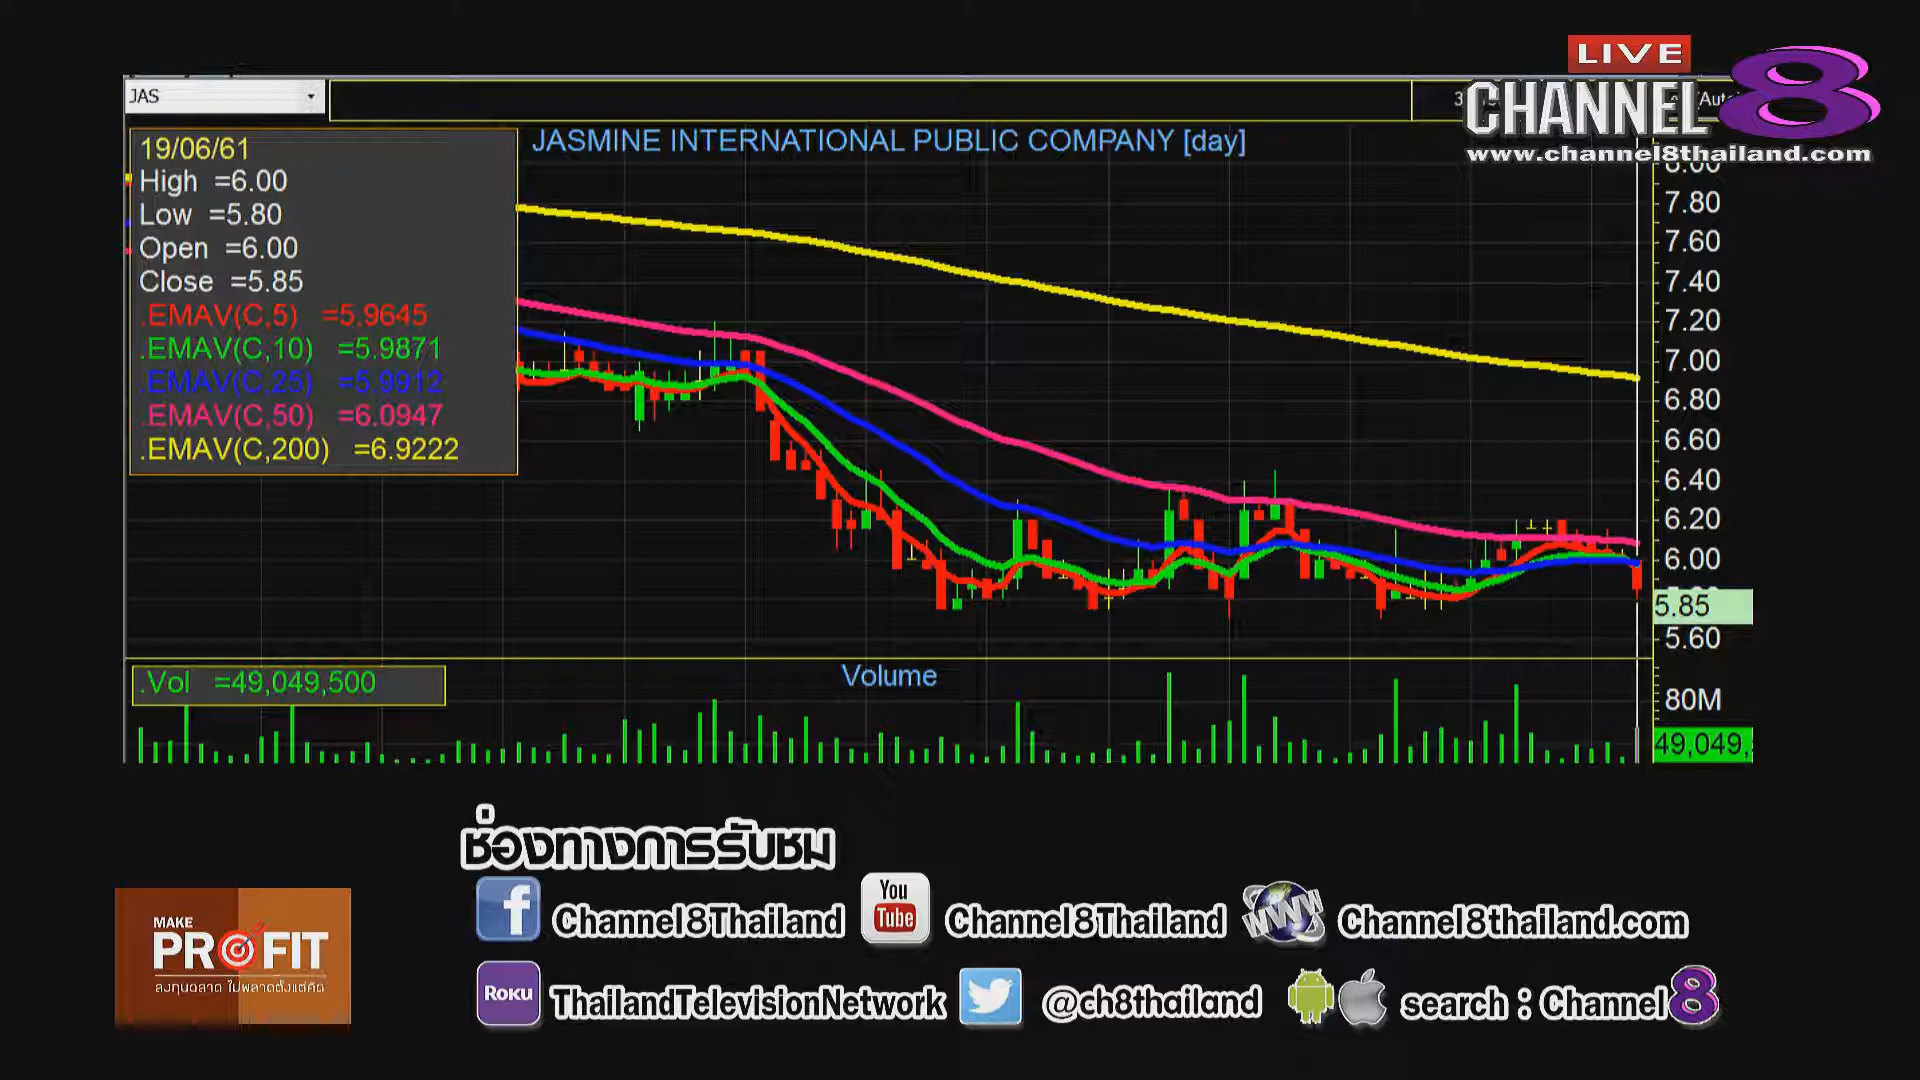 LIVE
CHANNEL 8
www.channel8thailand.com
JAS
JASMINE INTERNATIONAL PUBLIC COMPANY [day]
19/06/61
High =6.00
Low =5.80
Open =6.00
Close =5.85
.EMAV(C,5) =5.9645
.EMAV(C,10) =5.9871
.EMAV(C,25) =5.9912
.EMAV(C,50) =6.0947
.EMAV(C,200) =6.9222
8.00
7.80
7.60
7.40
7.20
7.00
6.80
6.60
6.40
6.20
6.00
5.85
5.60
.Vol =49,049,500
Volume
80M
49,049,
ช่องทางการรับชม
f Channel8Thailand
You Tube Channel8Thailand
WWW Channel8thailand.com
MAKE
PROFIT
ลงทุนตลาด ไม่พลาดตั้งแต่คิด
Roku ThailandTelevisionNetwork
@ch8thailand
search : Channel 8